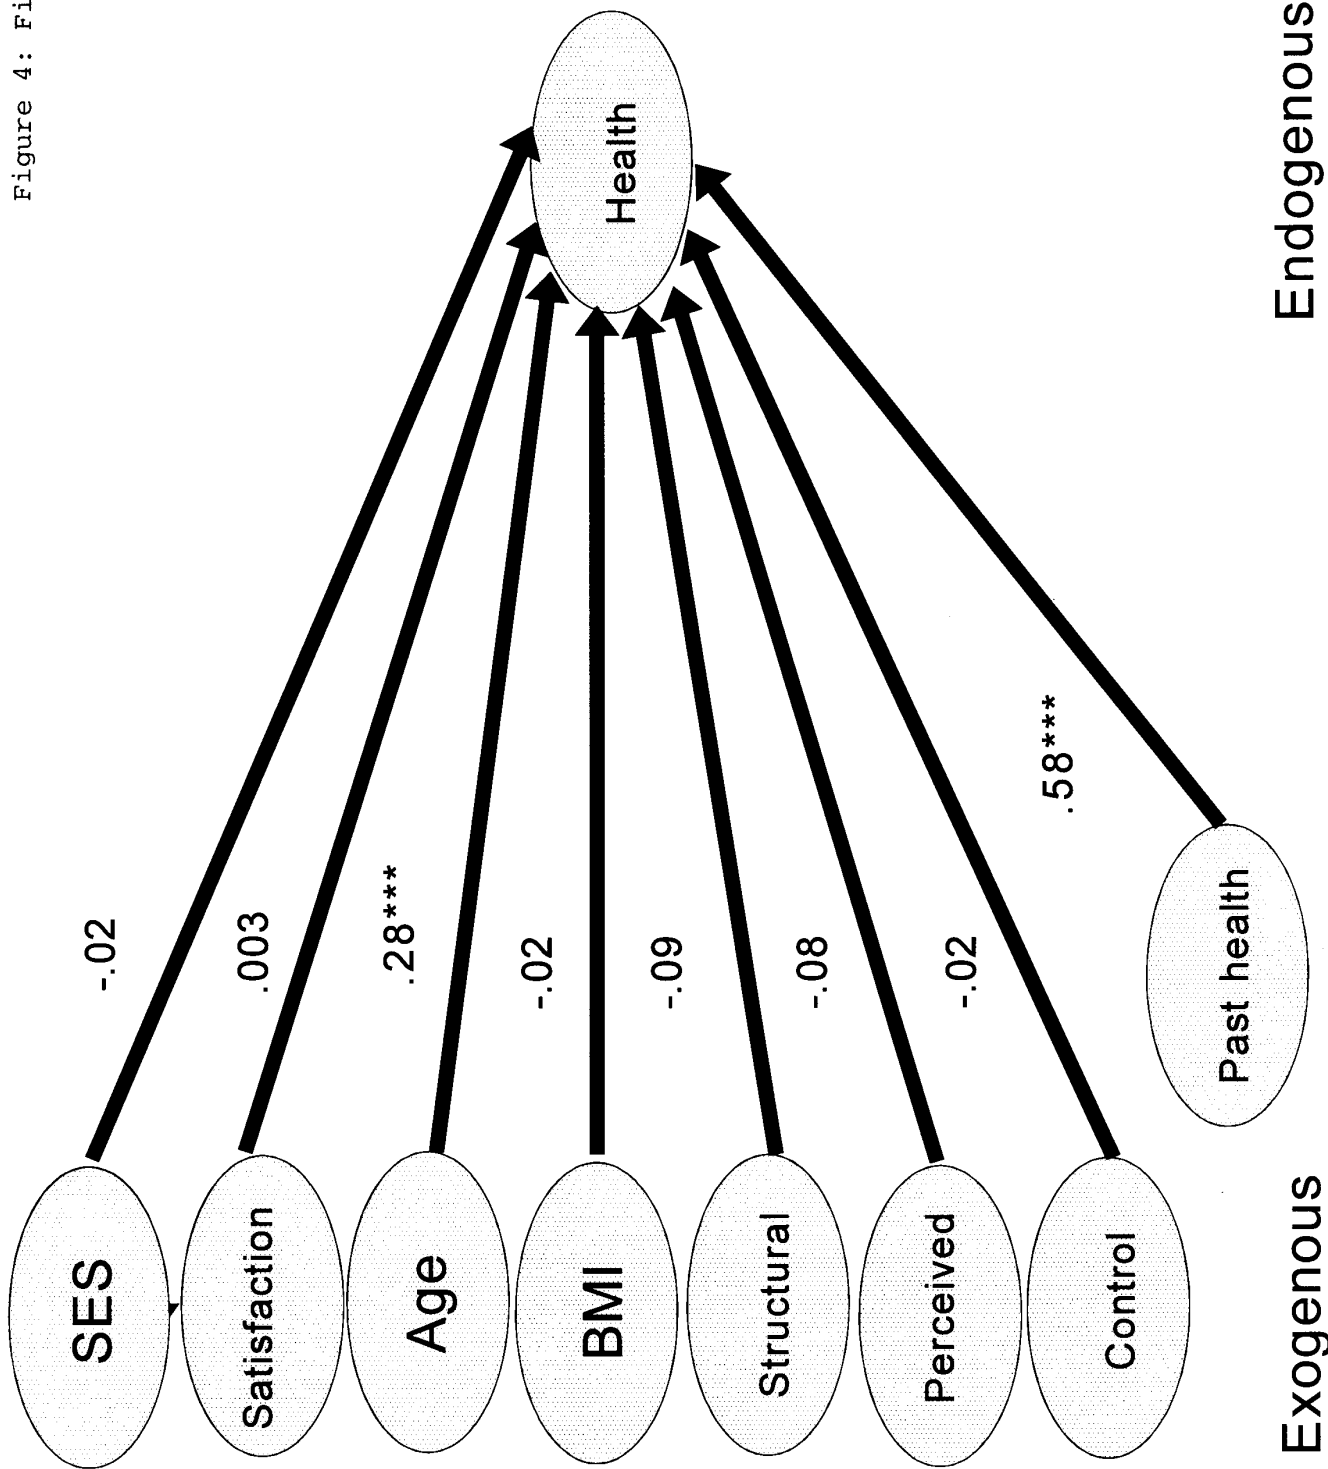 Figure 4: Fi
SES
-.02
Satisfaction
.003
Age
.28***
BMI
-.02
Structural
-.09
Perceived
-.08
Control
-.02
Past health
.58***
Health
Exogenous
Endogenous